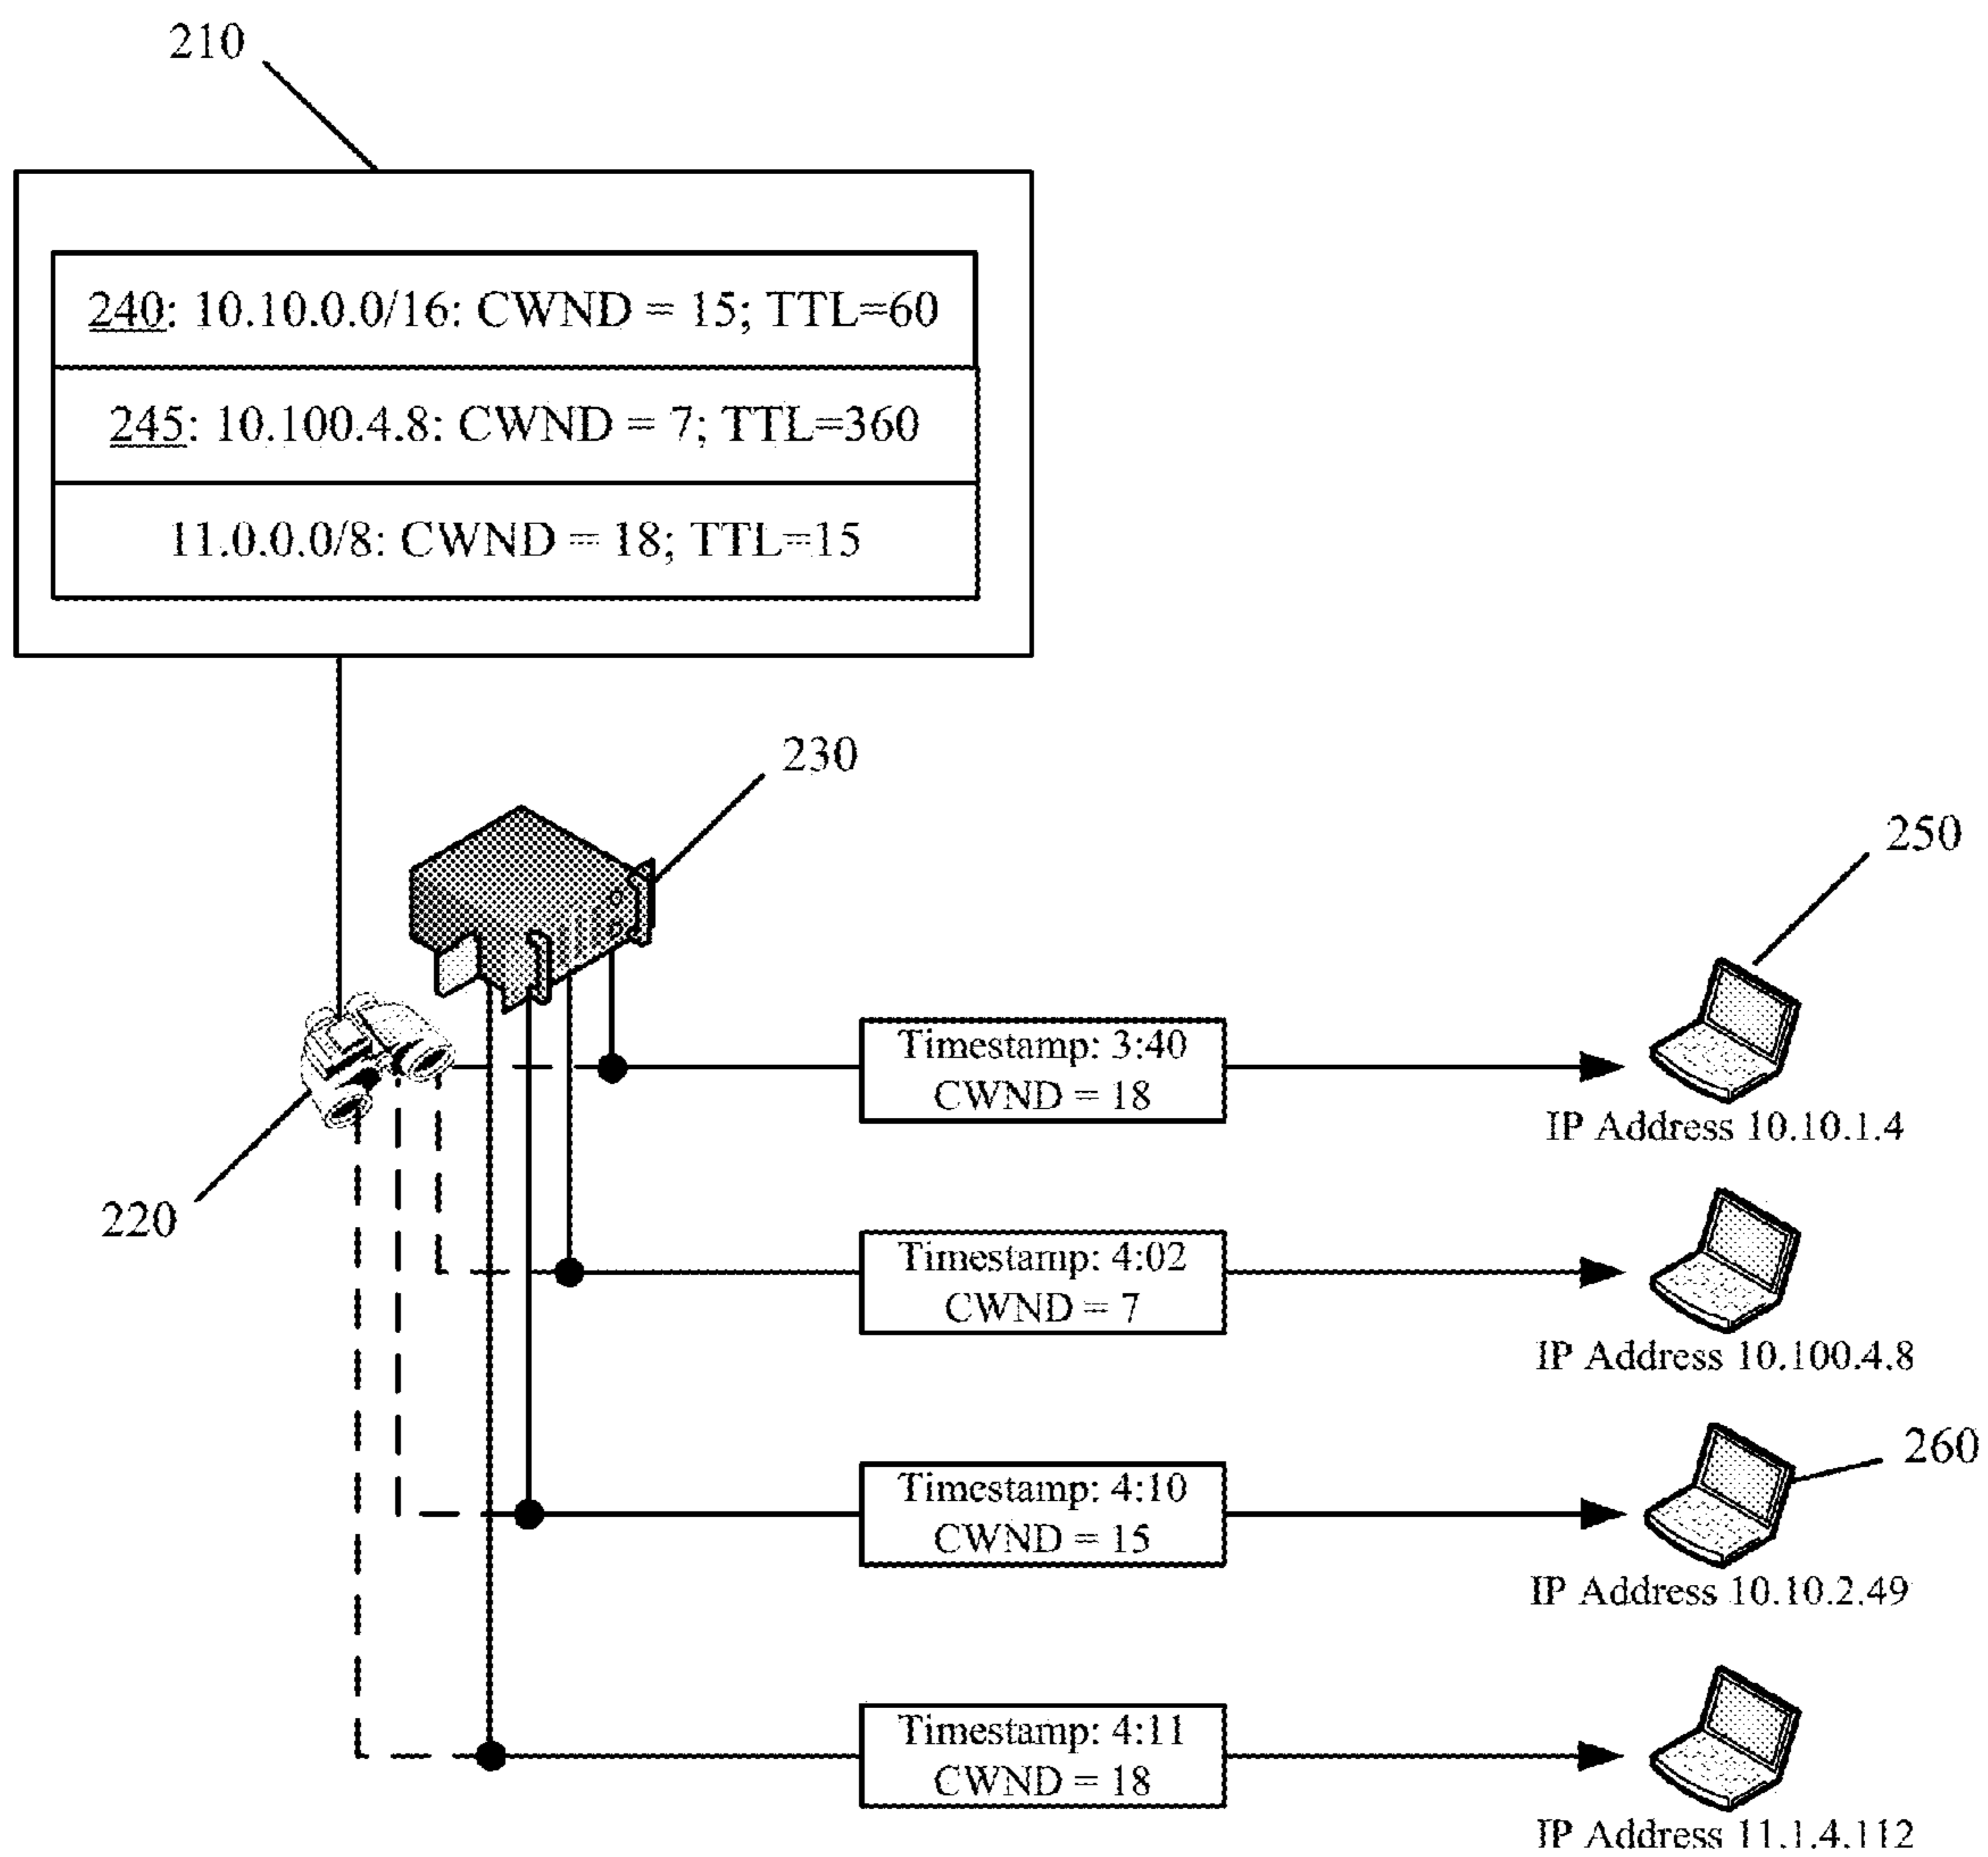 210
240: 10.10.0.0/16: CWND = 15; TTL=60
245: 10.100.4.8: CWND = 7; TTL=360
11.0.0.0/8: CWND = 18; TTL=15
230
250
Timestamp: 3:40
CWND = 18
IP Address 10.10.1.4
220
Timestamp: 4:02
CWND = 7
IP Address 10.100.4.8
260
Timestamp: 4:10
CWND = 15
IP Address 10.10.2.49
Timestamp: 4:11
CWND = 18
IP Address 11.1.4.112